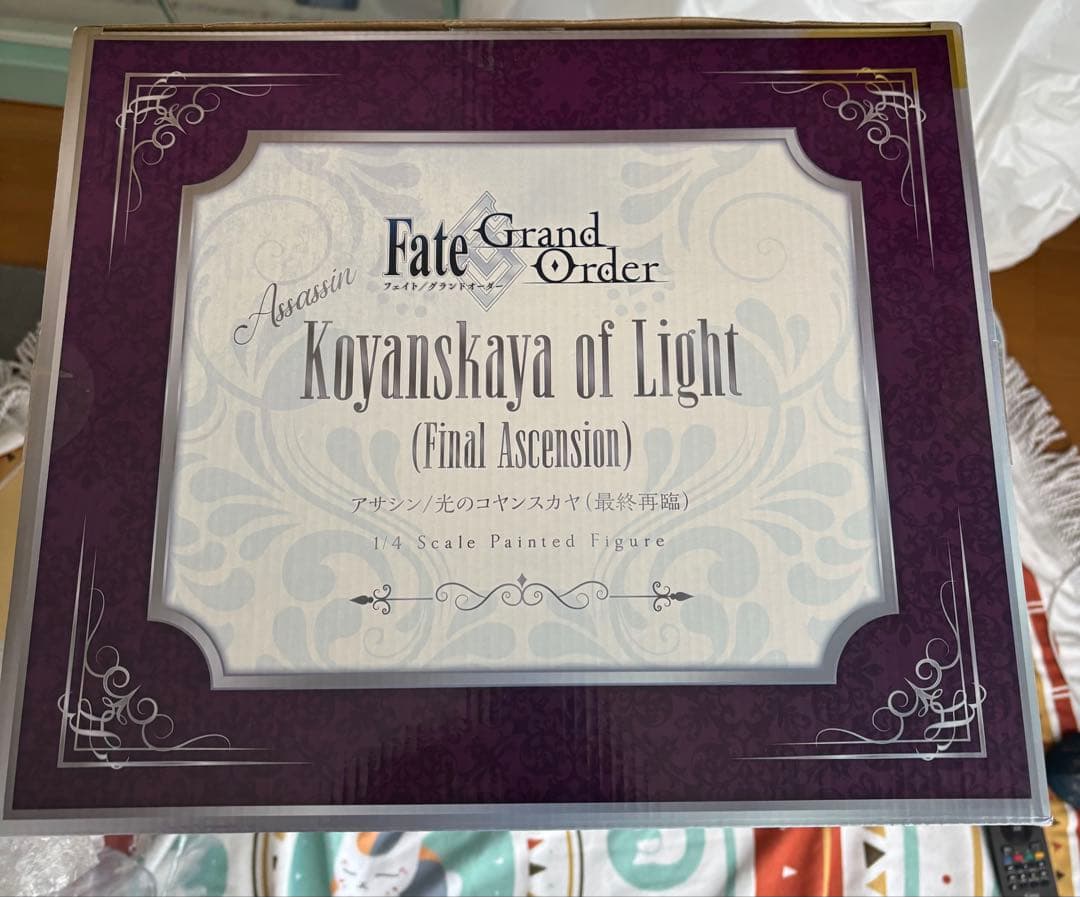 Fate Grand Order
フェイト/グランドオーダー
Assassin
Koyanskaya of Light
(Final Ascension)
アサシン/光のコヤンスカヤ(最終再臨)
1/4 Scale Painted Figure